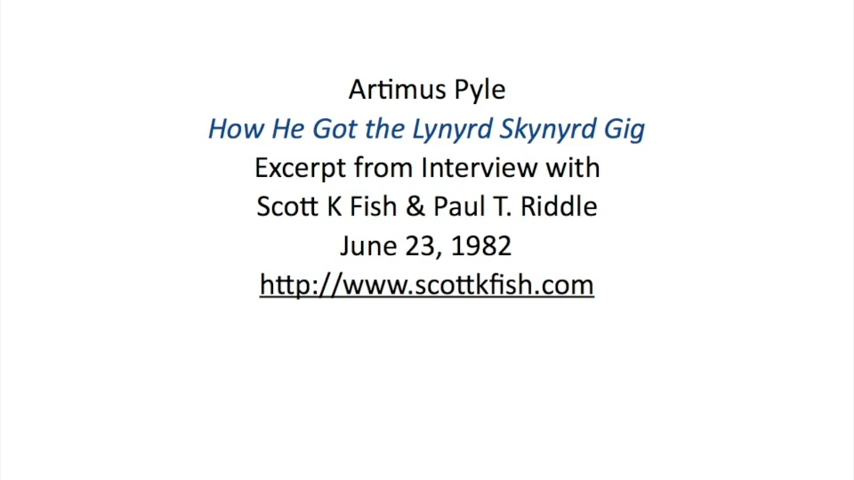 Artimus Pyle
How He Got the Lynyrd Skynyrd Gig
Excerpt from Interview with
Scott K Fish & Paul T. Riddle
June 23, 1982
http://www.scottkfish.com